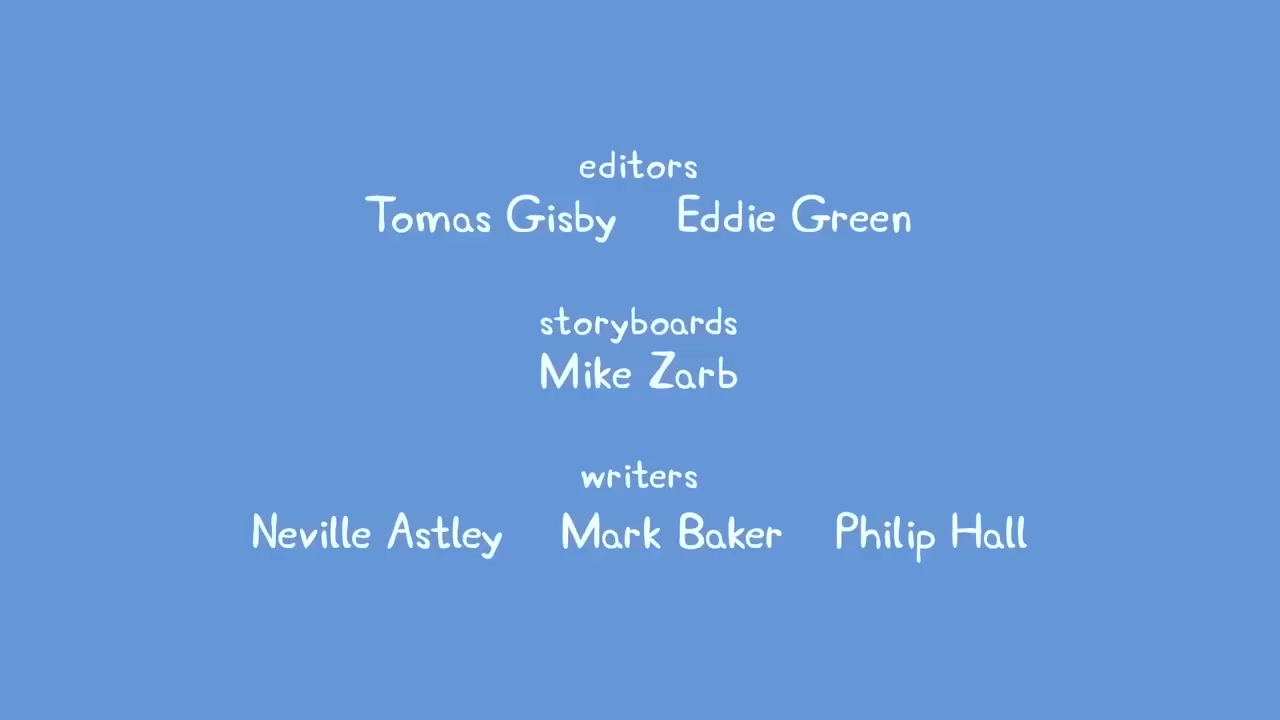 editors
Tomas Gisby Eddie Green
storyboards
Mike Zarb
writers
Neville Astley Mark Baker Philip Hall